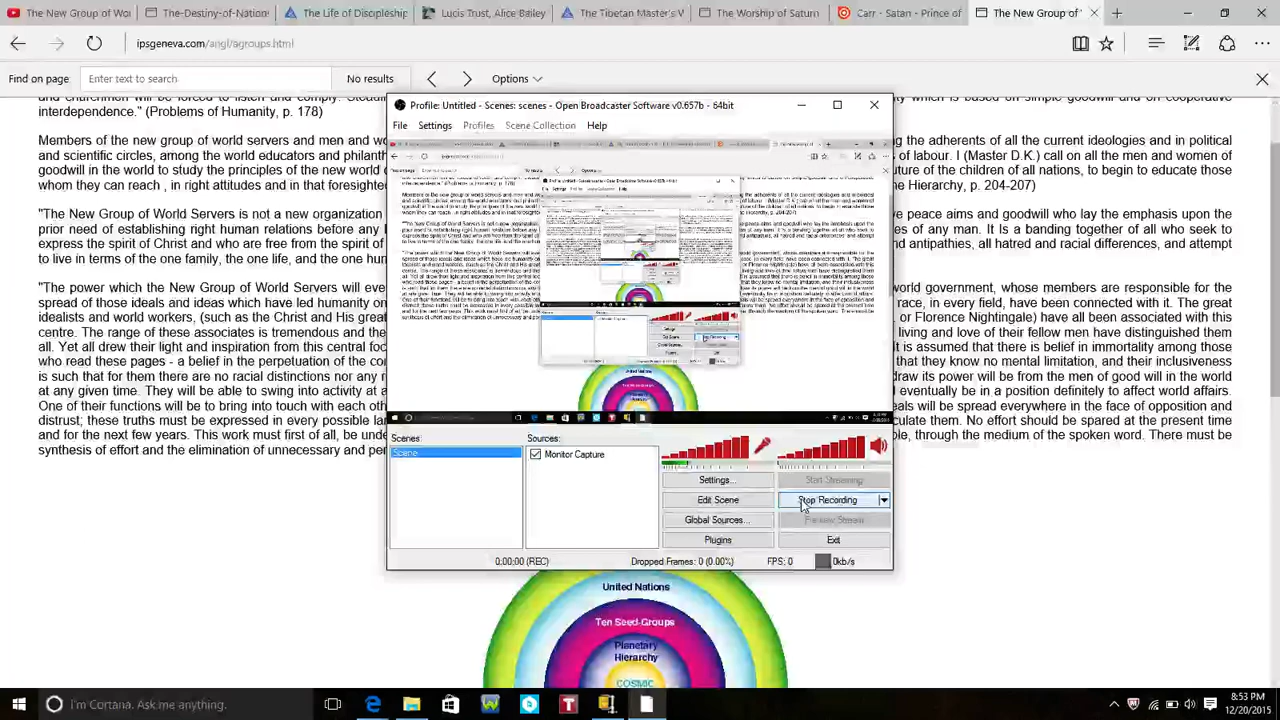 The New Group of Wo
The-Destiny-of-Nation
The Life of Discipleship
Lucis Trust, Alice Bailey
The Tibetan Master's V
The Worship of Saturn
Carr - Satan - Prince of
The New Group of
ipsgeneva.com/angl/agroups.html
Find on page
Enter text to search
No results
Options
interdependence." (Problems of Humanity, p. 178)
ity which is based on simple goodwill and on cooperative
Profile: Untitled - Scenes: scenes - Open Broadcaster Software v0.657b - 64bit
File
Settings
Profiles
Scene Collection
Help
Members of the new group of world servers and men and wo
g the adherents of all the current ideologies and in political
and scientific circles, among the world educators and philanth
of labour. I (Master D.K.) call on all the men and women of
goodwill in the world to study the principles of the new world
uture of the children of all nations, to begin to educate those
whom they can reach , in right attitudes and in that foresighted
Hierarchy, p. 204-207)
"The New Group of World Servers is not a new organization
peace aims and goodwill who lay the emphasis upon the
need of establishing right human relations before any
es of any man. It is a banding together of all who seek to
express the spirit of Christ and who are free from the spirit of
and antipathies, all hatred and racial differences, and attempt
to live in terms of the one family, the one life, and the one hum
"The power which the New Group of World Servers will eve
world government, whose members are responsible for the
spread of those ideals and ideas which have led humanity o
race, in every field, have been connected with it. The great
idealists and workers, such as the Christ and His great
or Florence Nightingale) have all been associated with this
centre. The range of these associates is tremendous and the
living and love of their fellow men have distinguished them
all. Yet all drew their light and inspiration from this central fo
It is assumed that there is belief in immortality among those
who read these pages - a belief in the perpetuation of the co
that they know no mental limitation, and their inclusiveness
is such that for them there are no racial distinctions nor any
draw its power will be from the men of good will in the world
at any given time. They will be able to swing into activity at a
eventually be in a position definitely to affect world affairs.
One of their functions will be to bring into touch with each o
eals will be spread everywhere in the face of opposition and
distrust; these truths must be expressed in every possible lan
culate them. No effort should be spared at the present time
and for the next few years. This work must first of all, be unde
ple, through the medium of the spoken word. There must be
synthesis of effort and the elimination of unnecessary and pe
Scenes:
Sources:
Scene
Monitor Capture
Settings...
Start Streaming
Edit Scene
Stop Recording
Global Sources...
Preview Stream
Plugins
Exit
0:00:00 (REC)
Dropped Frames: 0 (0.00%)
FPS: 0
0kb/s
United Nations
Ten Seed-Groups
Planetary
Hierarchy
COSMIC
I'm Cortana. Ask me anything.
8:53 PM
12/20/2015